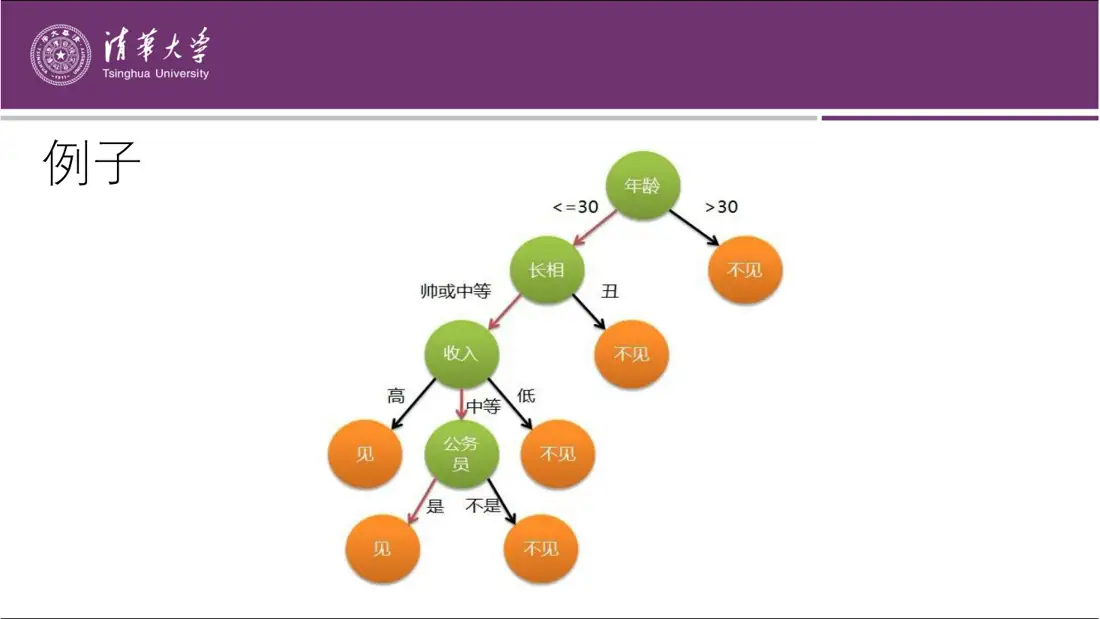 清华大学
Tsinghua University
例子
年龄
<=30
>30
长相
不见
帅或中等
丑
收入
不见
高
中等
低
见
公务
员
不见
是
不是
见
不见